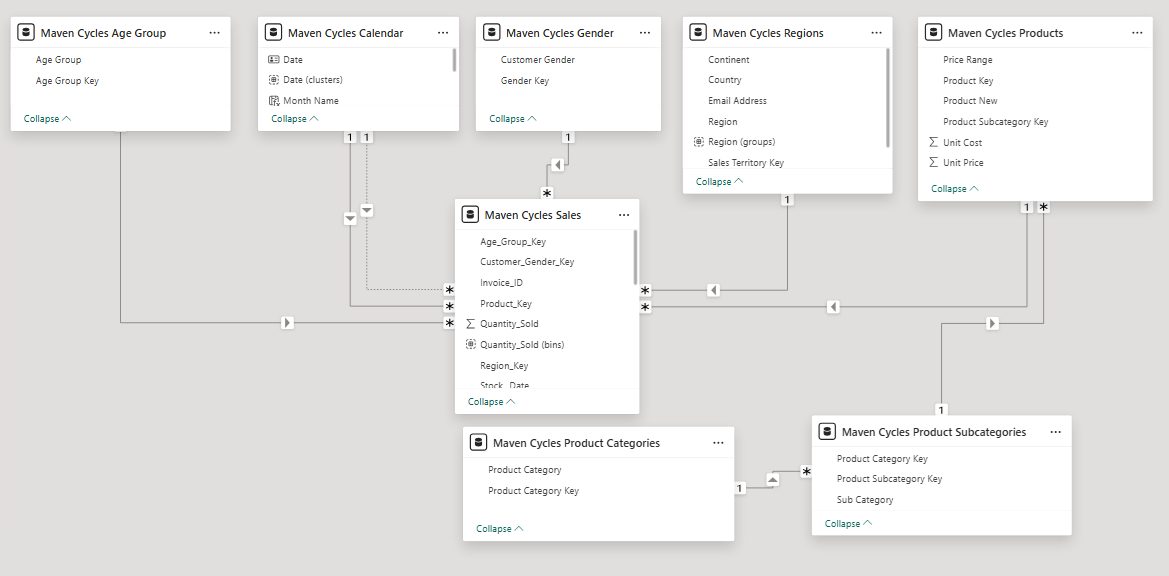 Maven Cycles Age Group ...
Age Group
Age Group Key
Collapse
Maven Cycles Calendar ...
Date
Date (clusters)
Month Name
Collapse
Maven Cycles Gender ...
Customer Gender
Gender Key
Collapse
Maven Cycles Regions ...
Continent
Country
Email Address
Region
Region (groups)
Sales Territory Key
Collapse
Maven Cycles Products ...
Price Range
Product Key
Product New
Product Subcategory Key
Σ Unit Cost
Σ Unit Price
Collapse
1 1
1
*
1
1 *
Maven Cycles Sales ...
Age_Group_Key
Customer_Gender_Key
Invoice_ID
Product_Key
Σ Quantity_Sold
Quantity_Sold (bins)
Region_Key
Stock_Date
Collapse
*
*
*
*
*
Maven Cycles Product Categories ...
Product Category
Product Category Key
Collapse
1
*
1
Maven Cycles Product Subcategories ...
Product Category Key
Product Subcategory Key
Sub Category
Collapse